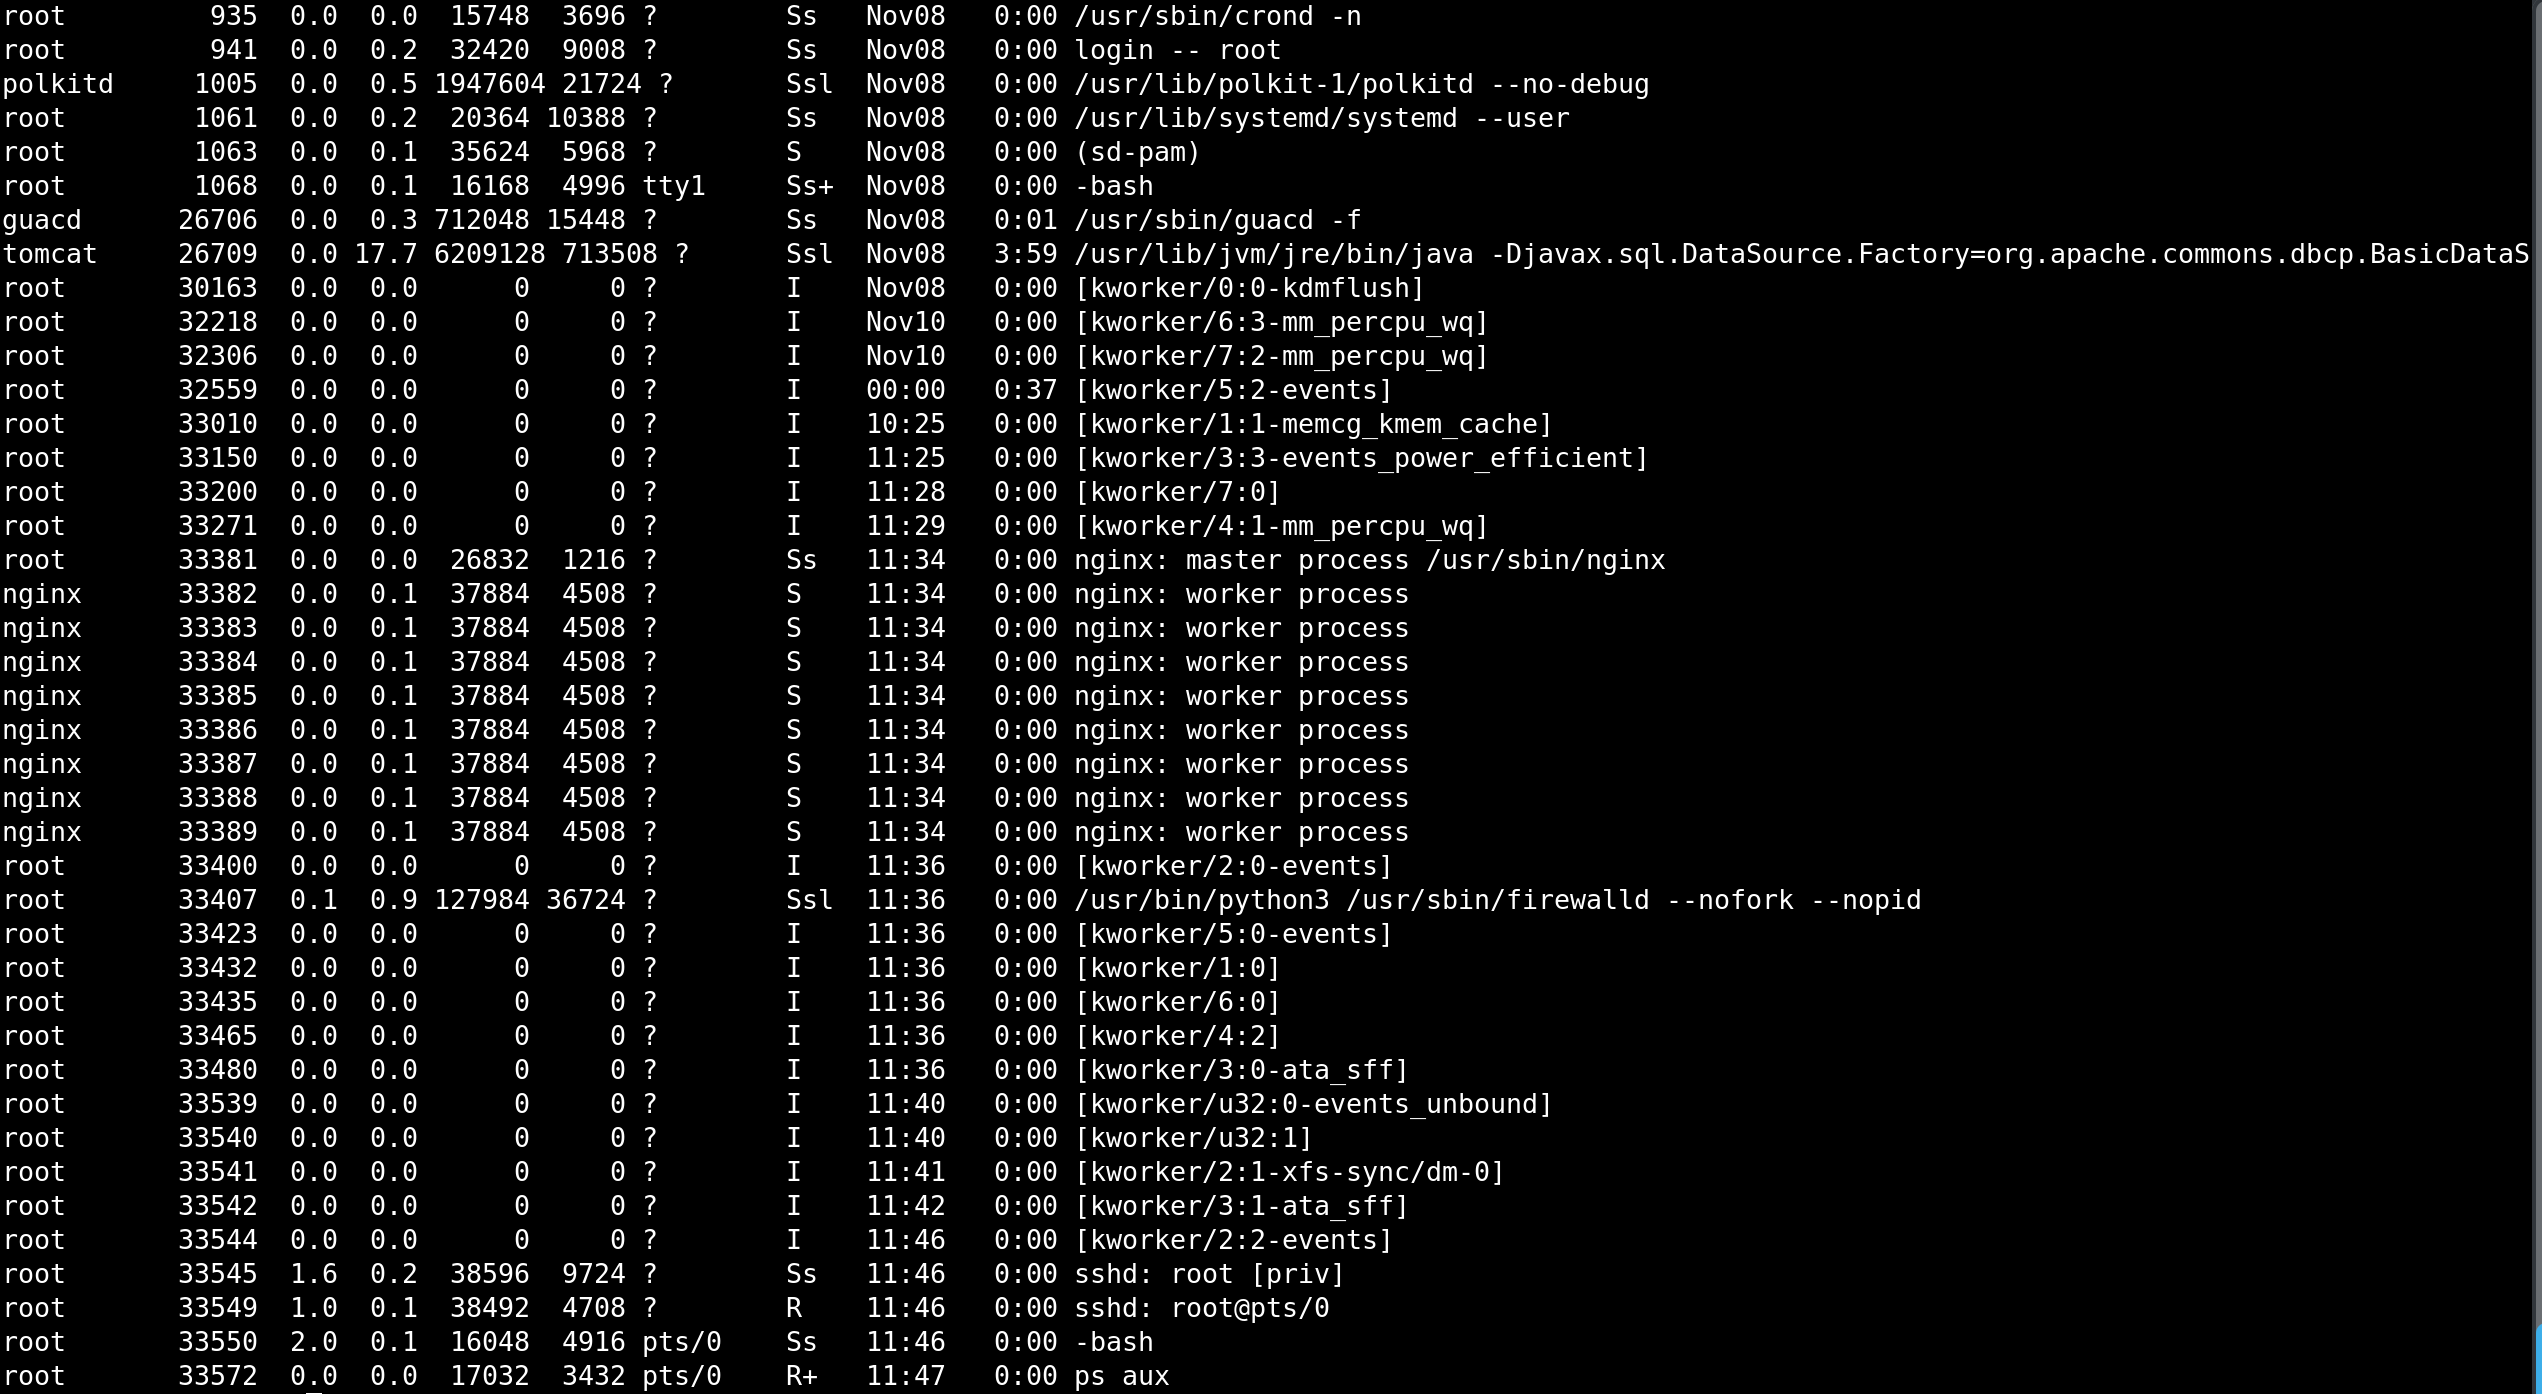 root         935  0.0  0.0  15748  3696 ?        Ss   Nov08   0:00 /usr/sbin/crond -n
root         941  0.0  0.2  32420  9008 ?        Ss   Nov08   0:00 login -- root
polkitd     1005  0.0  0.5 1947604 21724 ?       Ssl  Nov08   0:00 /usr/lib/polkit-1/polkitd --no-debug
root        1061  0.0  0.2  20364 10388 ?        Ss   Nov08   0:00 /usr/lib/systemd/systemd --user
root        1063  0.0  0.1  35624  5968 ?        S    Nov08   0:00 (sd-pam)
root        1068  0.0  0.1  16168  4996 tty1     Ss+  Nov08   0:00 -bash
guacd      26706  0.0  0.3 712048 15448 ?        Ss   Nov08   0:01 /usr/sbin/guacd -f
tomcat     26709  0.0 17.7 6209128 713508 ?      Ssl  Nov08   3:59 /usr/lib/jvm/jre/bin/java -Djavax.sql.DataSource.Factory=org.apache.commons.dbcp.BasicDataS
root       30163  0.0  0.0      0     0 ?        I    Nov08   0:00 [kworker/0:0-kdmflush]
root       32218  0.0  0.0      0     0 ?        I    Nov10   0:00 [kworker/6:3-mm_percpu_wq]
root       32306  0.0  0.0      0     0 ?        I    Nov10   0:00 [kworker/7:2-mm_percpu_wq]
root       32559  0.0  0.0      0     0 ?        I    00:00   0:37 [kworker/5:2-events]
root       33010  0.0  0.0      0     0 ?        I    10:25   0:00 [kworker/1:1-memcg_kmem_cache]
root       33150  0.0  0.0      0     0 ?        I    11:25   0:00 [kworker/3:3-events_power_efficient]
root       33200  0.0  0.0      0     0 ?        I    11:28   0:00 [kworker/7:0]
root       33271  0.0  0.0      0     0 ?        I    11:29   0:00 [kworker/4:1-mm_percpu_wq]
root       33381  0.0  0.0  26832  1216 ?        Ss   11:34   0:00 nginx: master process /usr/sbin/nginx
nginx      33382  0.0  0.1  37884  4508 ?        S    11:34   0:00 nginx: worker process
nginx      33383  0.0  0.1  37884  4508 ?        S    11:34   0:00 nginx: worker process
nginx      33384  0.0  0.1  37884  4508 ?        S    11:34   0:00 nginx: worker process
nginx      33385  0.0  0.1  37884  4508 ?        S    11:34   0:00 nginx: worker process
nginx      33386  0.0  0.1  37884  4508 ?        S    11:34   0:00 nginx: worker process
nginx      33387  0.0  0.1  37884  4508 ?        S    11:34   0:00 nginx: worker process
nginx      33388  0.0  0.1  37884  4508 ?        S    11:34   0:00 nginx: worker process
nginx      33389  0.0  0.1  37884  4508 ?        S    11:34   0:00 nginx: worker process
root       33400  0.0  0.0      0     0 ?        I    11:36   0:00 [kworker/2:0-events]
root       33407  0.1  0.9 127984 36724 ?        Ssl  11:36   0:00 /usr/bin/python3 /usr/sbin/firewalld --nofork --nopid
root       33423  0.0  0.0      0     0 ?        I    11:36   0:00 [kworker/5:0-events]
root       33432  0.0  0.0      0     0 ?        I    11:36   0:00 [kworker/1:0]
root       33435  0.0  0.0      0     0 ?        I    11:36   0:00 [kworker/6:0]
root       33465  0.0  0.0      0     0 ?        I    11:36   0:00 [kworker/4:2]
root       33480  0.0  0.0      0     0 ?        I    11:36   0:00 [kworker/3:0-ata_sff]
root       33539  0.0  0.0      0     0 ?        I    11:40   0:00 [kworker/u32:0-events_unbound]
root       33540  0.0  0.0      0     0 ?        I    11:40   0:00 [kworker/u32:1]
root       33541  0.0  0.0      0     0 ?        I    11:41   0:00 [kworker/2:1-xfs-sync/dm-0]
root       33542  0.0  0.0      0     0 ?        I    11:42   0:00 [kworker/3:1-ata_sff]
root       33544  0.0  0.0      0     0 ?        I    11:46   0:00 [kworker/2:2-events]
root       33545  1.6  0.2  38596  9724 ?        Ss   11:46   0:00 sshd: root [priv]
root       33549  1.0  0.1  38492  4708 ?        R    11:46   0:00 sshd: root@pts/0
root       33550  2.0  0.1  16048  4916 pts/0    Ss   11:46   0:00 -bash
root       33572  0.0  0.0  17032  3432 pts/0    R+   11:47   0:00 ps aux